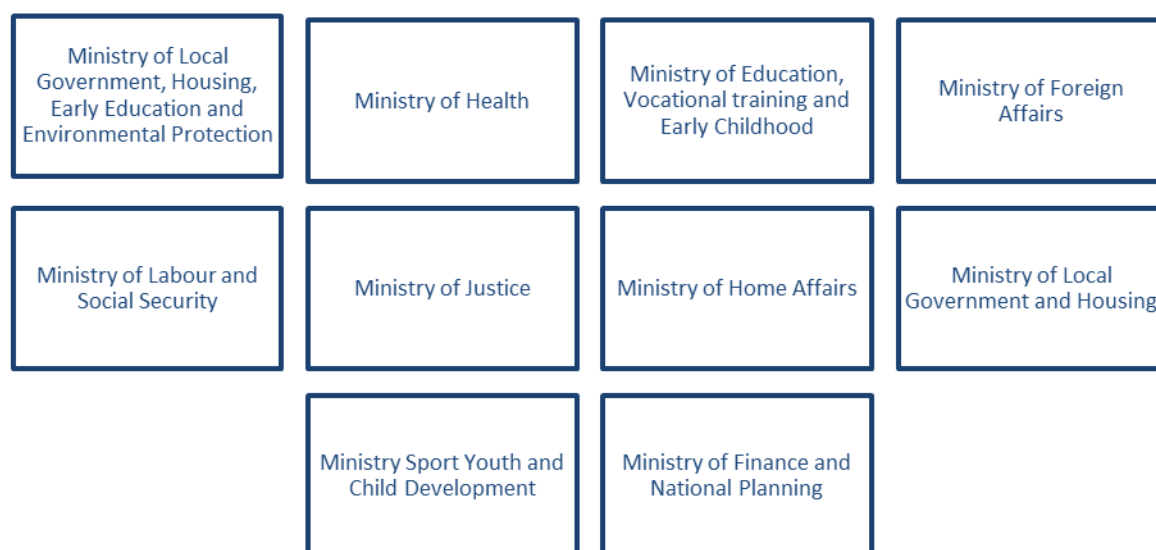 Ministry of Local
Government, Housing,
Early Education and
Environmental Protection
Ministry of Health
Ministry of Education,
Vocational training and
Early Childhood
Ministry of Foreign
Affairs
Ministry of Labour and
Social Security
Ministry of Justice
Ministry of Home Affairs
Ministry of Local
Government and Housing
Ministry Sport Youth and
Child Development
Ministry of Finance and
National Planning